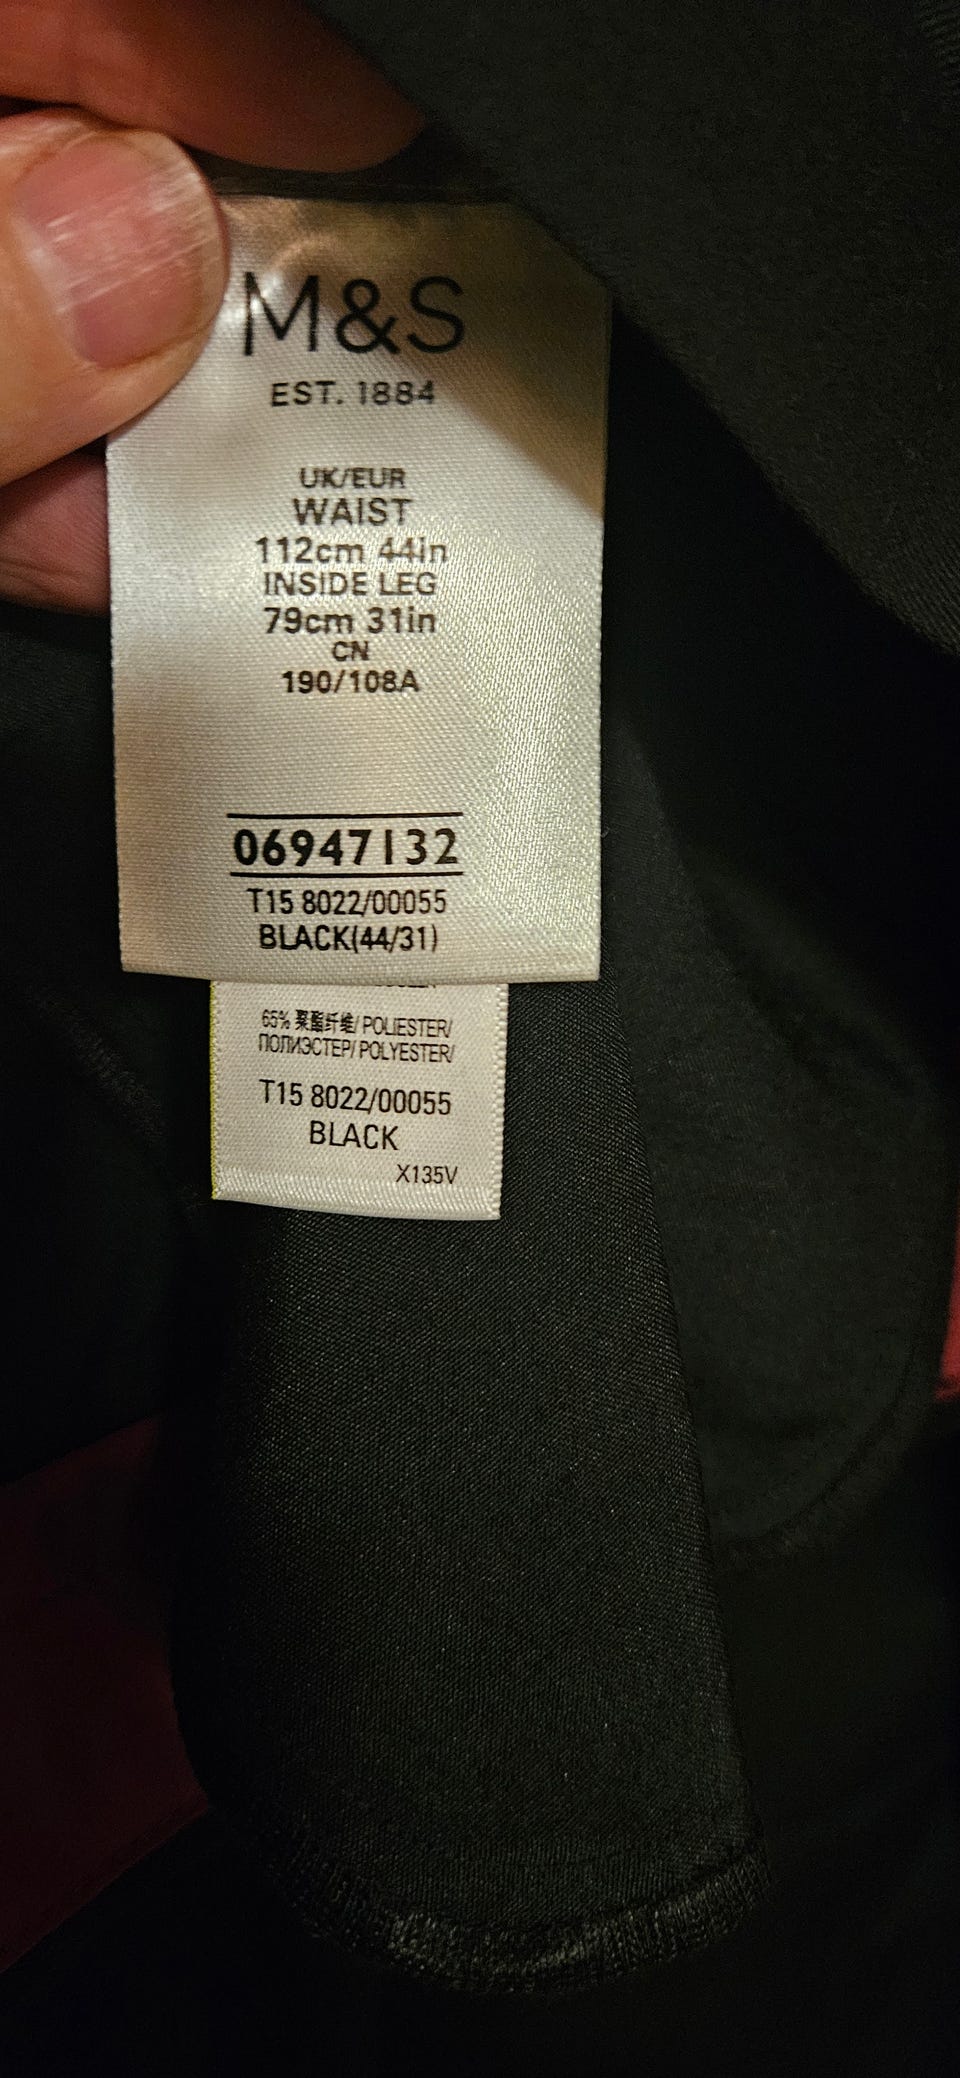 M&S
EST. 1884
UK/EUR
WAIST
112cm 44in
INSIDE LEG
79cm 31in
CN
190/108A
06947132
T15 8022/00055
BLACK(44/31)
65% 聚酯纤维/ POLIESTER/
ПОЛИЭСТЕР/ POLYESTER/
T15 8022/00055
BLACK
X135V